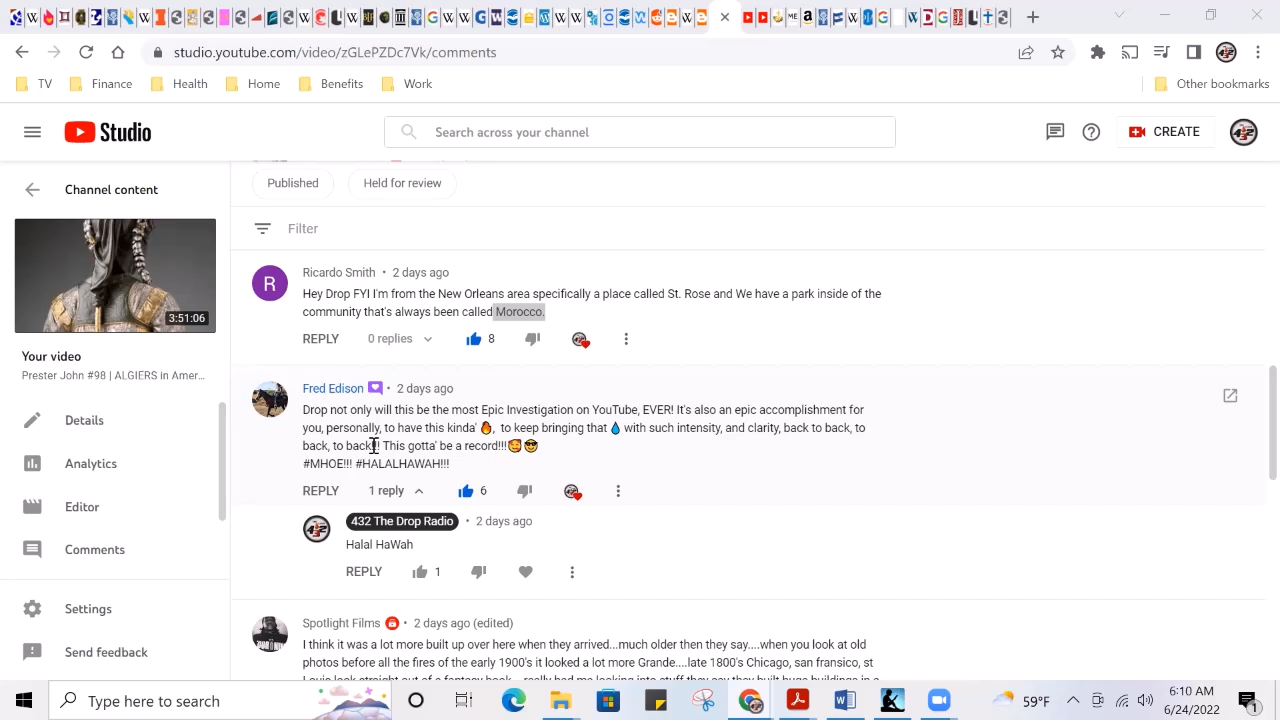 studio.youtube.com/video/zGLePZDc7Vk/comments
TV Finance Health Home Benefits Work Other bookmarks
Studio
Search across your channel
CREATE
Channel content
Published Held for review
Filter
3:51:06
Your video
Prester John #98 | ALGIERS in Amer...
Details
Analytics
Editor
Comments
Settings
Send feedback
Ricardo Smith • 2 days ago
R
Hey Drop FYI I'm from the New Orleans area specifically a place called St. Rose and We have a park inside of the
community that's always been called Morocco.
REPLY 0 replies 8
Fred Edison • 2 days ago
Drop not only will this be the most Epic Investigation on YouTube, EVER! It's also an epic accomplishment for
you, personally, to have this kinda' 🔥, to keep bringing that 💧 with such intensity, and clarity, back to back, to
back, to back!!! This gotta' be a record!!!🥰😎
#MHOE!!! #HALALHAWAH!!!
REPLY 1 reply 6
432 The Drop Radio • 2 days ago
Halal HaWah
REPLY 1
Spotlight Films • 2 days ago (edited)
I think it was a lot more built up over here when they arrived...much older then they say....when you look at old
photos before all the fires of the early 1900's it looked a lot more Grande....late 1800's Chicago, san fransico, st
Type here to search
59°F
6:10 AM
6/24/2022
1